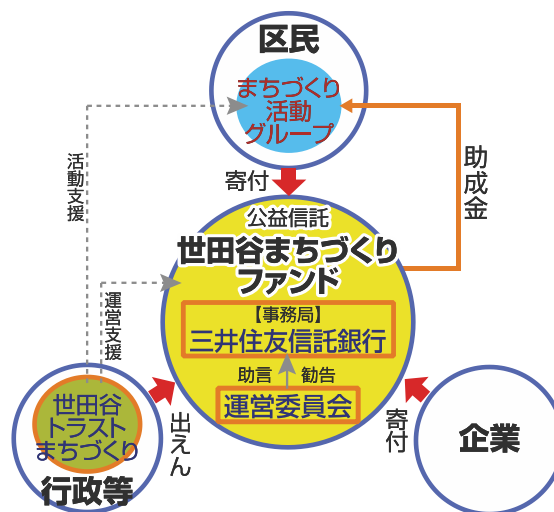 区民
まちづくり
活動
グループ
寄付
助成金
活動支援
運営支援
公益信託
世田谷まちづくり
ファンド
【事務局】
三井住友信託銀行
助言 勧告
運営委員会
世田谷
トラスト
まちづくり
行政等
出えん
寄付
企業